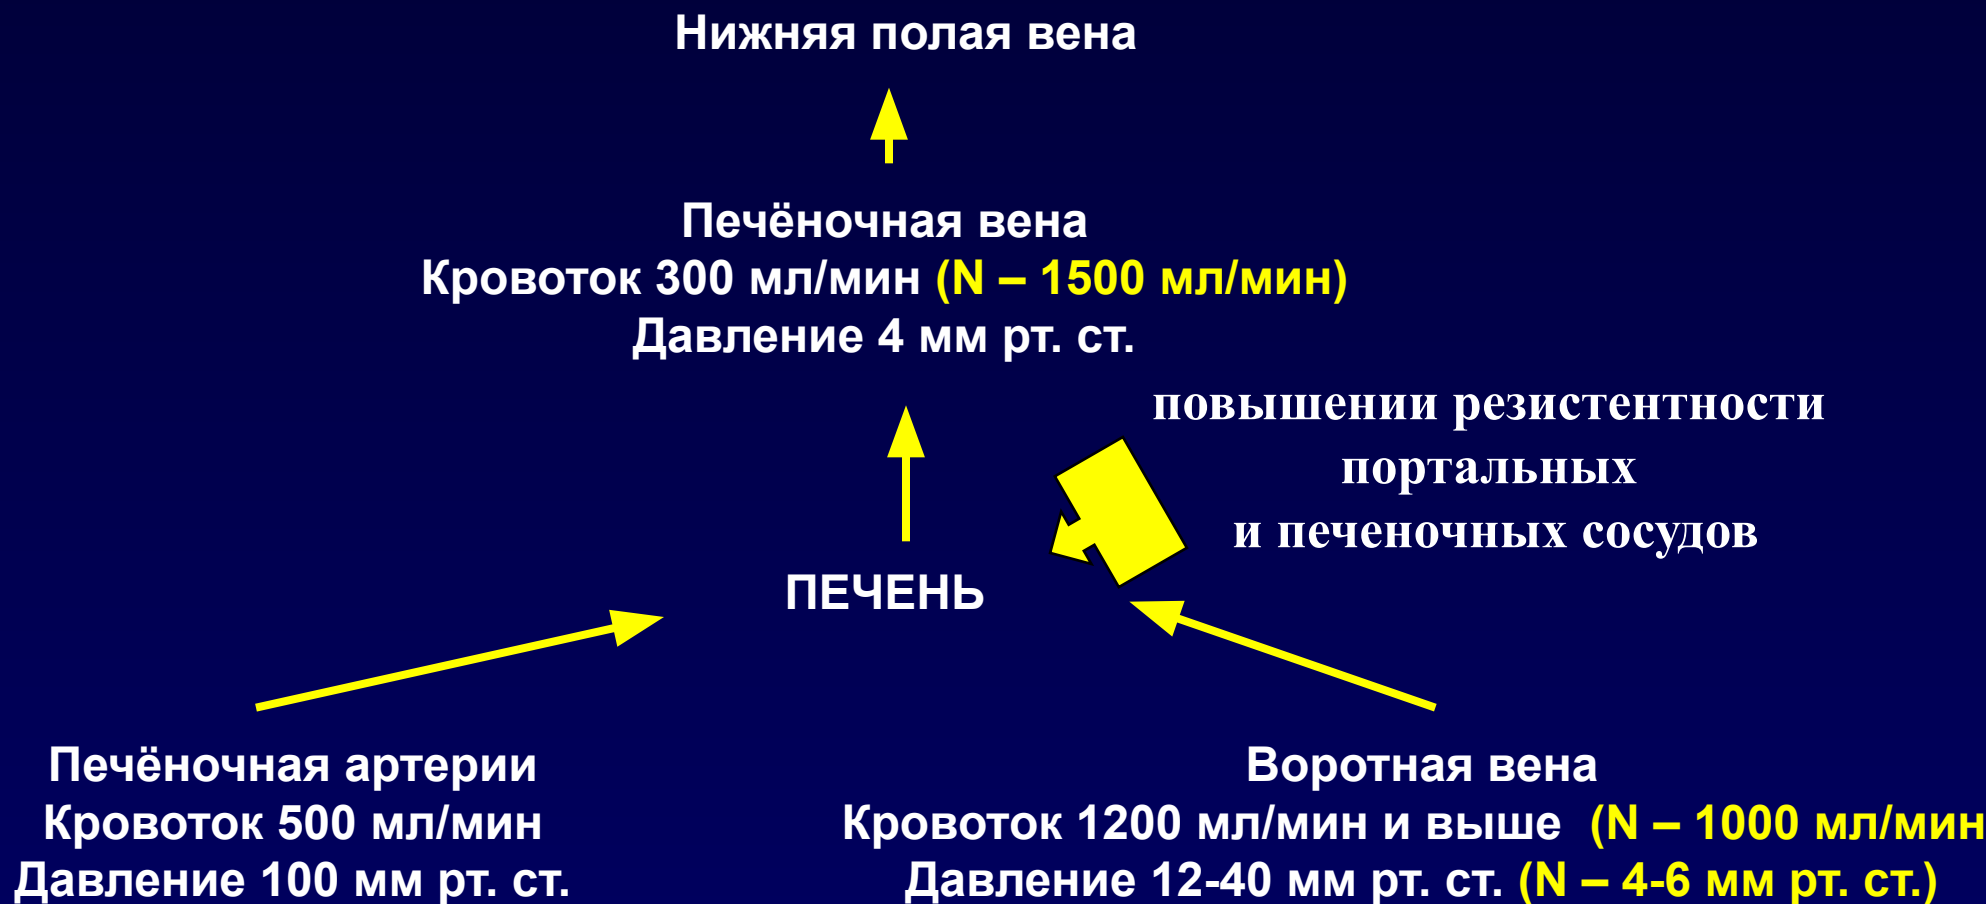 Нижняя полая вена
Печёночная вена
Кровоток 300 мл/мин (N – 1500 мл/мин)
Давление 4 мм рт. ст.
повышении резистентности
портальных
и печеночных сосудов
ПЕЧЕНЬ
Печёночная артерии
Кровоток 500 мл/мин
Давление 100 мм рт. ст.
Воротная вена
Кровоток 1200 мл/мин и выше (N – 1000 мл/мин
Давление 12-40 мм рт. ст. (N – 4-6 мм рт. ст.)